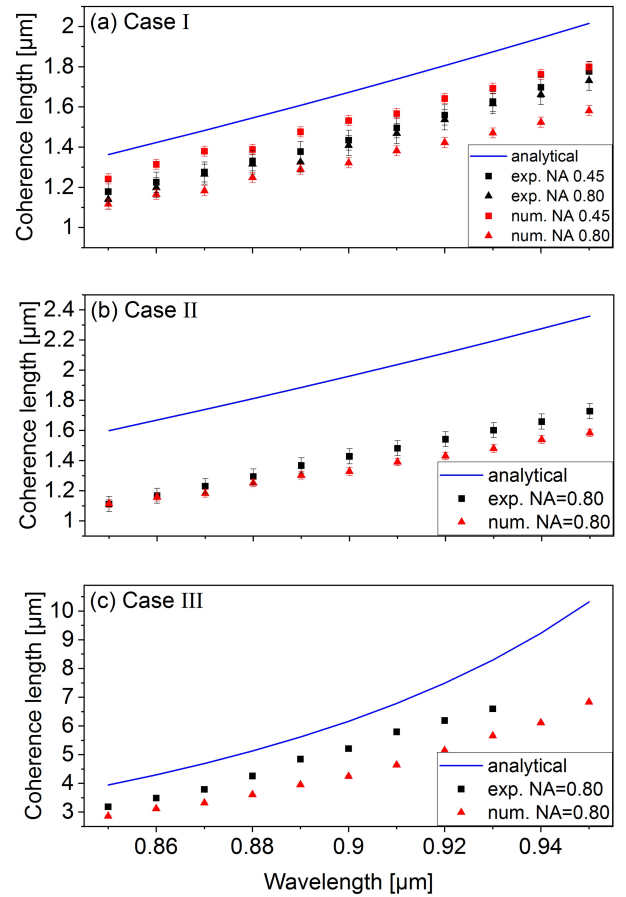 (a) Case I
2
1.8
1.6
1.4
1.2
1
Coherence length [µm]
analytical
exp. NA 0.45
exp. NA 0.80
num. NA 0.45
num. NA 0.80
(b) Case II
2.4
2.2
2
1.8
1.6
1.4
1.2
1
Coherence length [µm]
analytical
exp. NA=0.80
num. NA=0.80
(c) Case III
10
9
8
7
6
5
4
3
Coherence length [µm]
analytical
exp. NA=0.80
num. NA=0.80
0.86 0.88 0.9 0.92 0.94
Wavelength [µm]